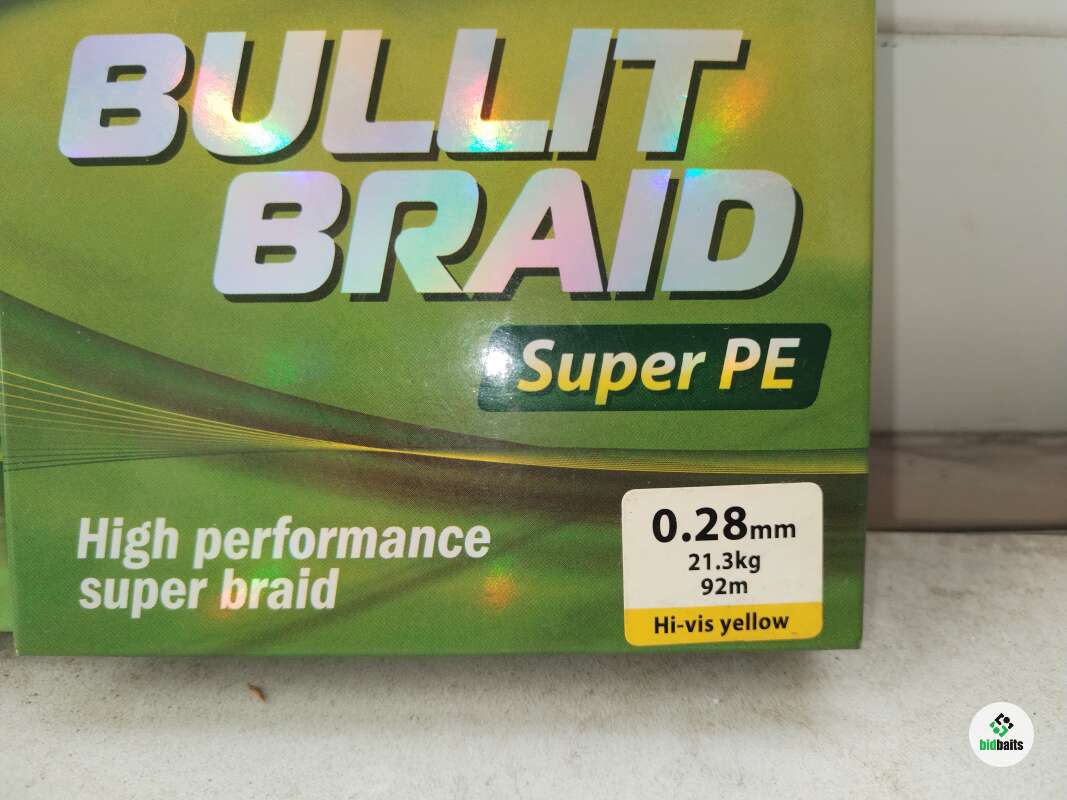 BULLIT
BRAID
Super PE
High performance
super braid
0.28mm
21.3kg
92m
Hi-vis yellow
bidbaits